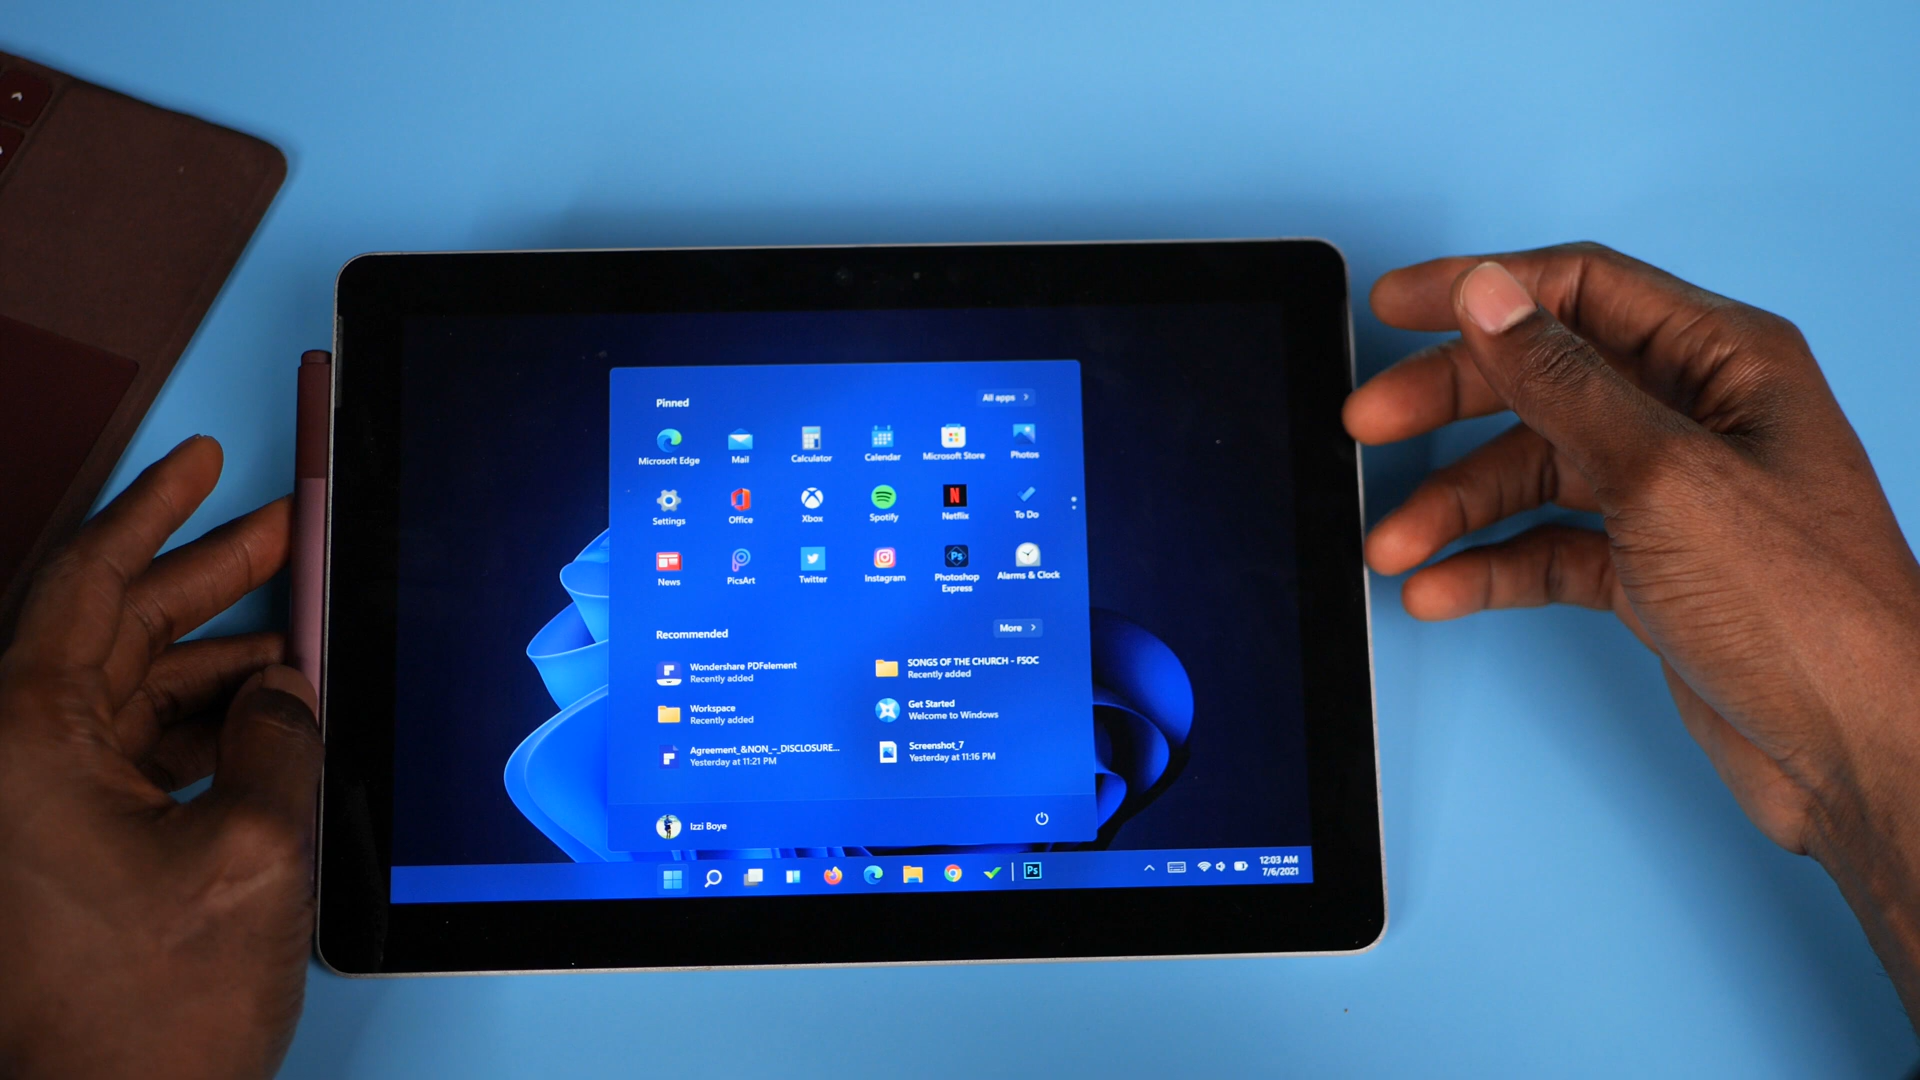 Pinned
All apps >
Microsoft Edge
Mail
Calculator
Calendar
Microsoft Store
Photos
Settings
Office
Xbox
Spotify
N
Netflix
To Do
News
PicsArt
Twitter
Instagram
Ps
Photoshop
Express
Alarms & Clock
Recommended
More >
Wondershare PDFelement
Recently added
SONGS OF THE CHURCH - FSOC
Recently added
Workspace
Recently added
Get Started
Welcome to Windows
Agreement_&NON_–_DISCLOSURE...
Yesterday at 11:21 PM
Screenshot_7
Yesterday at 11:16 PM
Izzi Boye
Ps
12:03 AM
7/6/2021